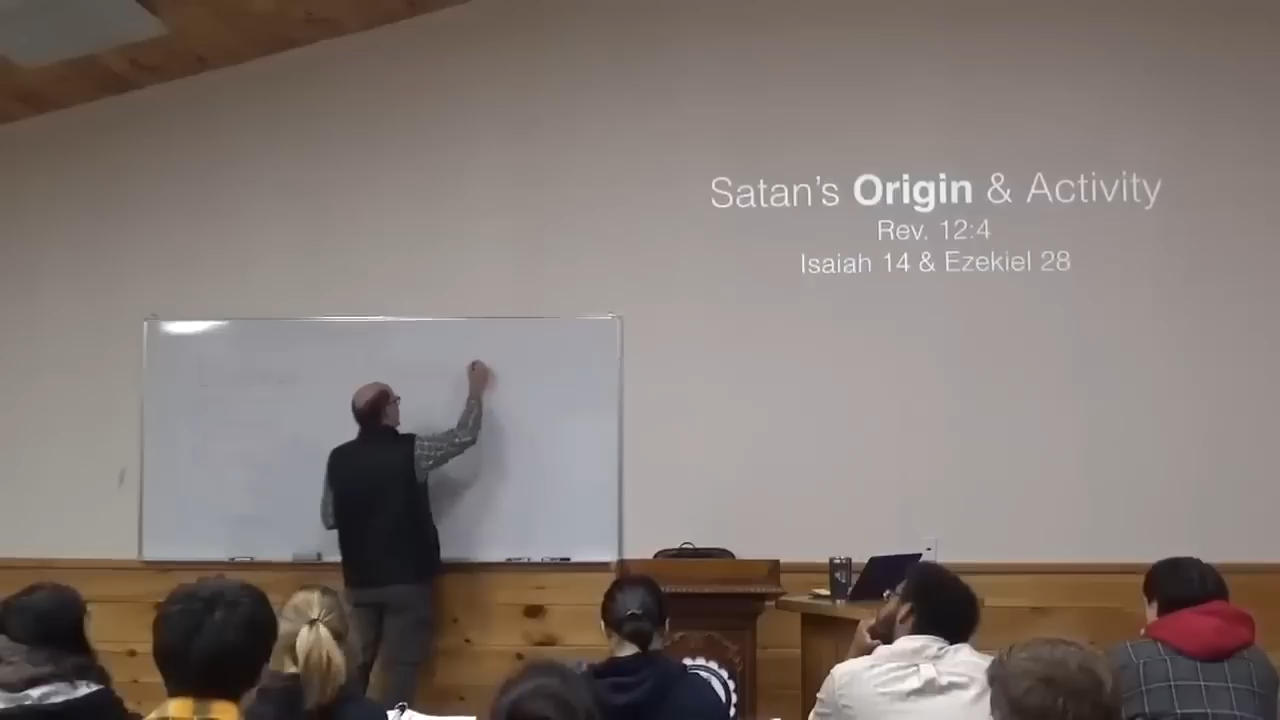 Satan's Origin & Activity
Rev. 12:4
Isaiah 14 & Ezekiel 28